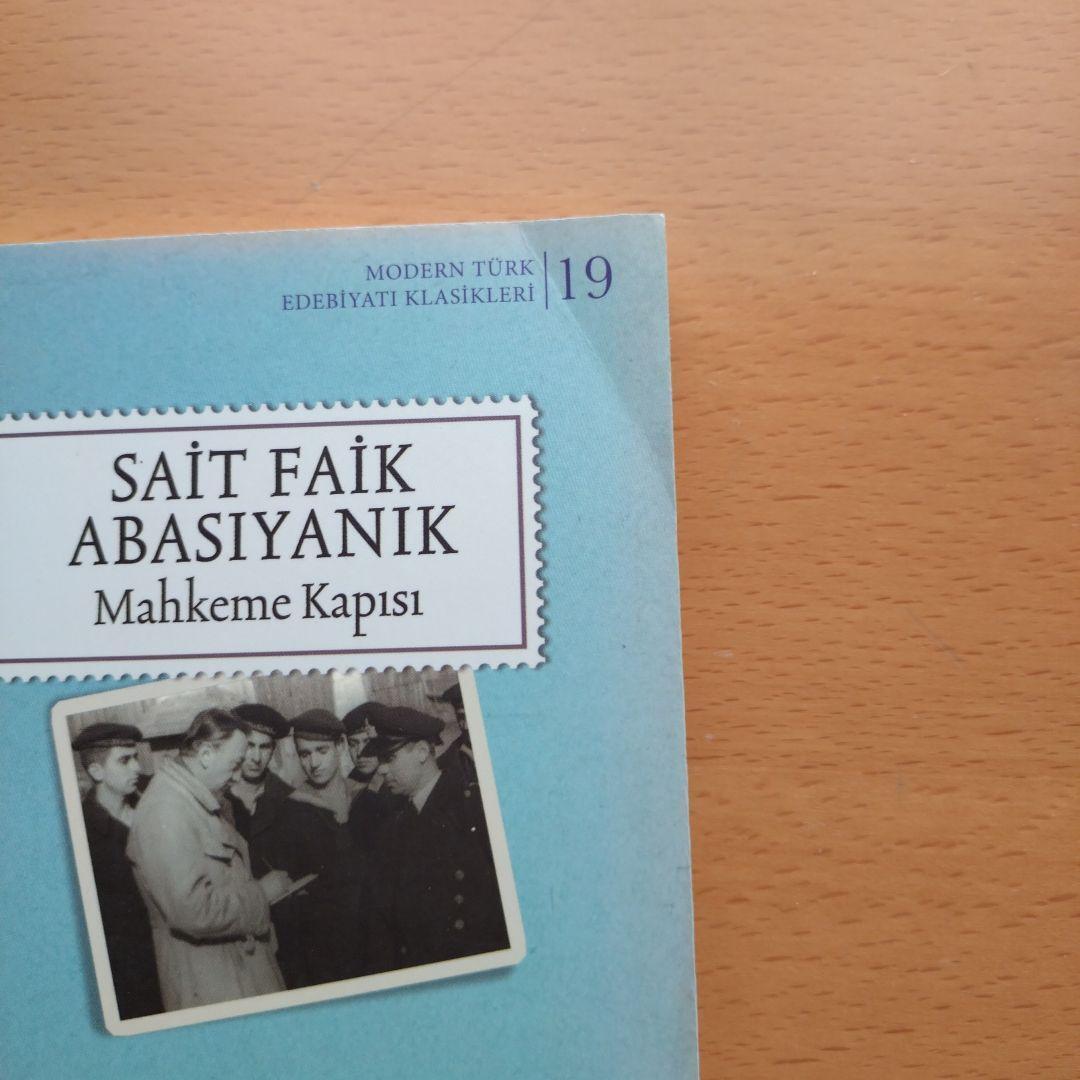 MODERN TÜRK
EDEBİYATI KLASİKLERİ
19
SAİT FAİK
ABASIYANIK
Mahkeme Kapısı